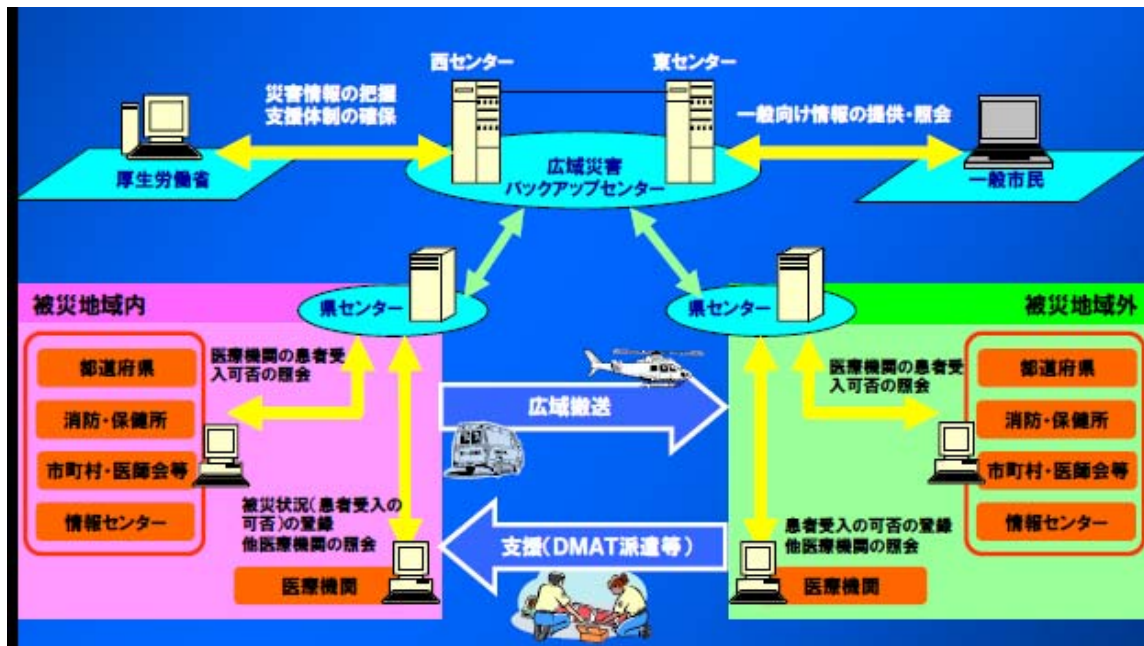 西センター
東センター
災害情報の把握
支援体制の確保
一般向け情報の提供・照会
厚生労働省
広域災害
バックアップセンター
一般市民
県センター
県センター
被災地域内
被災地域外
都道府県
消防・保健所
市町村・医師会等
情報センター
医療機関の患者受
入可否の照会
被災状況(患者受入の
可否)の登録
他医療機関の照会
医療機関
広域搬送
支援(DMAT派遣等)
医療機関の患者受
入可否の照会
都道府県
消防・保健所
市町村・医師会等
情報センター
患者受入の可否の登録
他医療機関の照会
医療機関